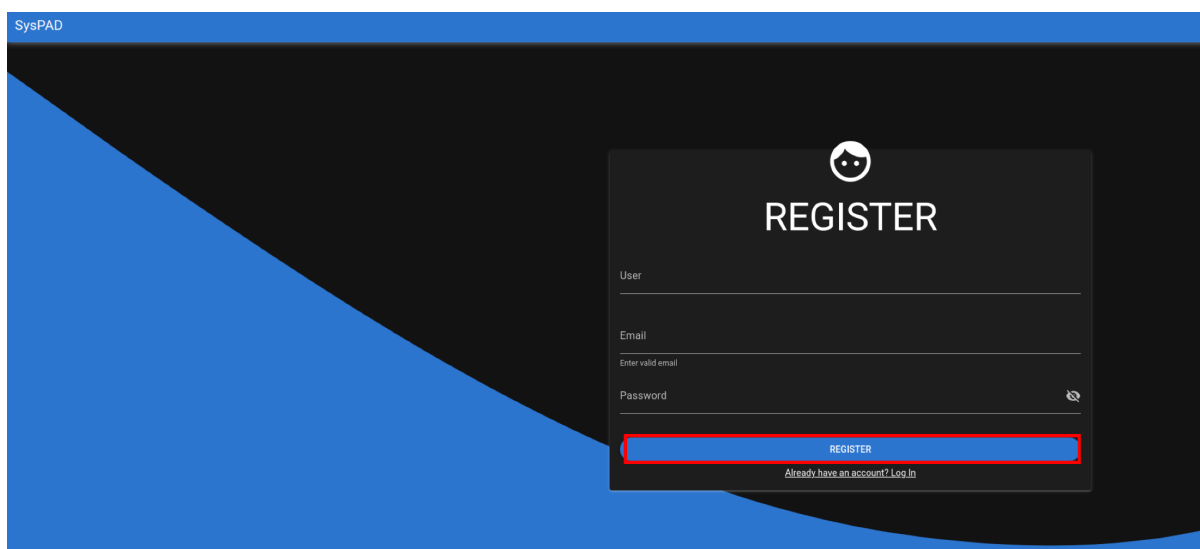 SysPAD
REGISTER
User
Email
Enter valid email
Password
REGISTER
Already have an account? Log In